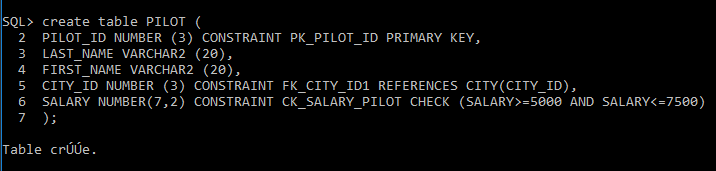 SQL> create table PILOT (
2 PILOT_ID NUMBER (3) CONSTRAINT PK_PILOT_ID PRIMARY KEY,
3 LAST_NAME VARCHAR2 (20),
4 FIRST_NAME VARCHAR2 (20),
5 CITY_ID NUMBER (3) CONSTRAINT FK_CITY_ID1 REFERENCES CITY(CITY_ID),
6 SALARY NUMBER(7,2) CONSTRAINT CK_SALARY_PILOT CHECK (SALARY>=5000 AND SALARY<=7500)
7 );
Table crÚÚe.